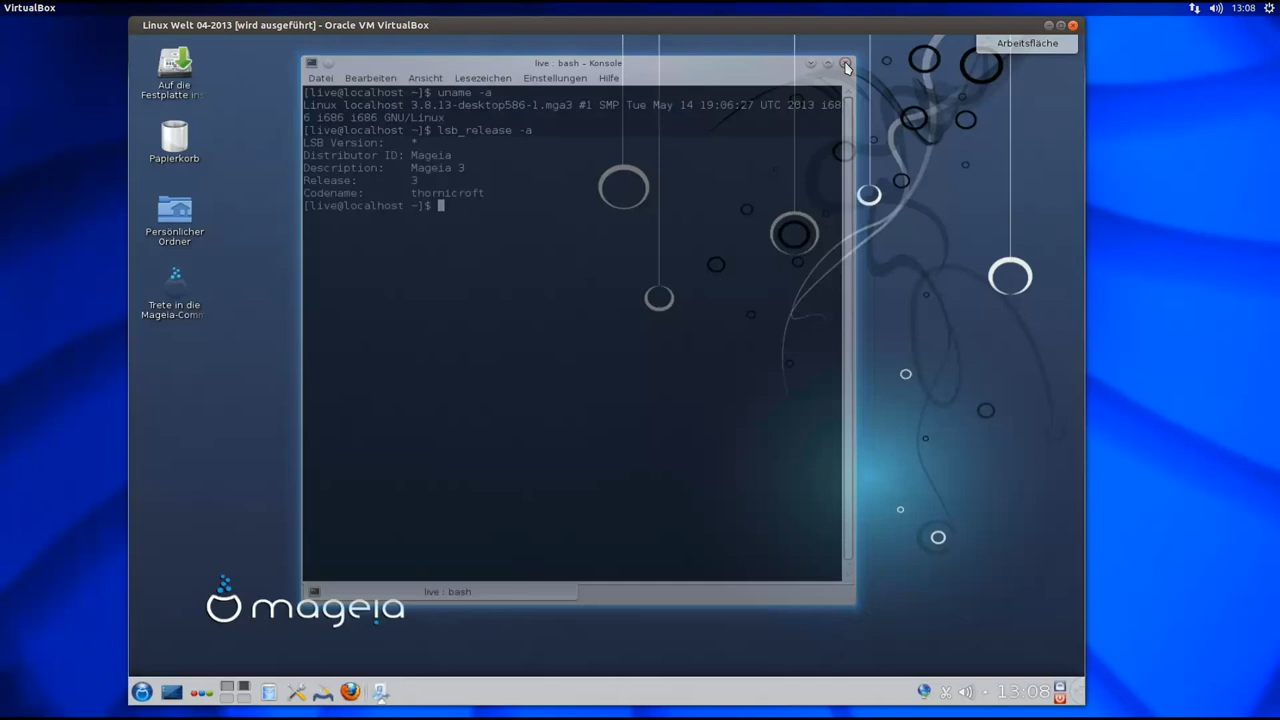 VirtualBox
13:08
Linux Welt 04-2013 [wird ausgeführt] - Oracle VM VirtualBox
Arbeitsfläche
live : bash - Konsole
Datei Bearbeiten Ansicht Lesezeichen Einstellungen Hilfe
[live@localhost ~]$ uname -a
Linux localhost 3.8.13-desktop586-1.mga3 #1 SMP Tue May 14 19:06:27 UTC 2013 i68
6 i686 i686 GNU/Linux
[live@localhost ~]$ lsb_release -a
LSB Version: *
Distributor ID: Mageia
Description: Mageia 3
Release: 3
Codename: thornicroft
[live@localhost ~]$
Auf die
Festplatte ins
Papierkorb
Persönlicher
Ordner
Trete in die
Mageia-Comm
live : bash
mageia
13:08